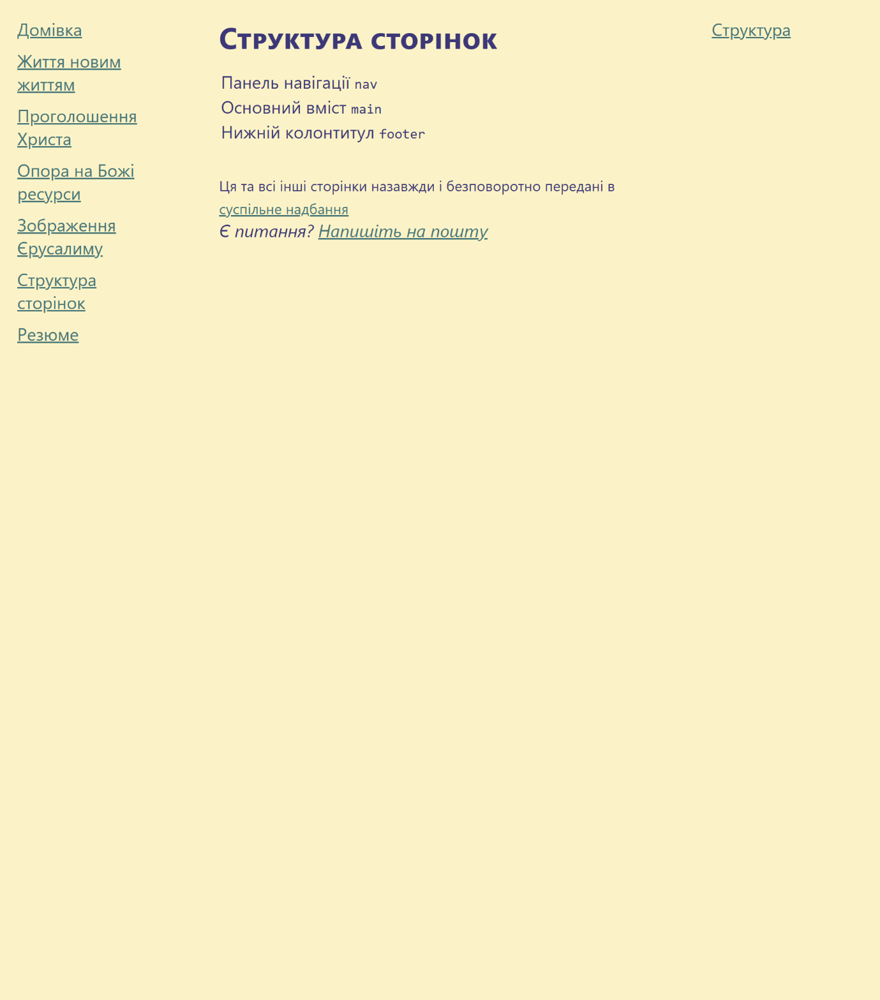 Домівка
Життя новим
життям
Проголошення
Христа
Опора на Божі
ресурси
Зображення
Єрусалиму
Структура
сторінок
Резюме
Структура сторінок
Панель навігації nav
Основний вміст main
Нижній колонтитул footer
Ця та всі інші сторінки назавжди і безповоротно передані в
суспільне надбання
Є питання? Напишіть на пошту
Структура